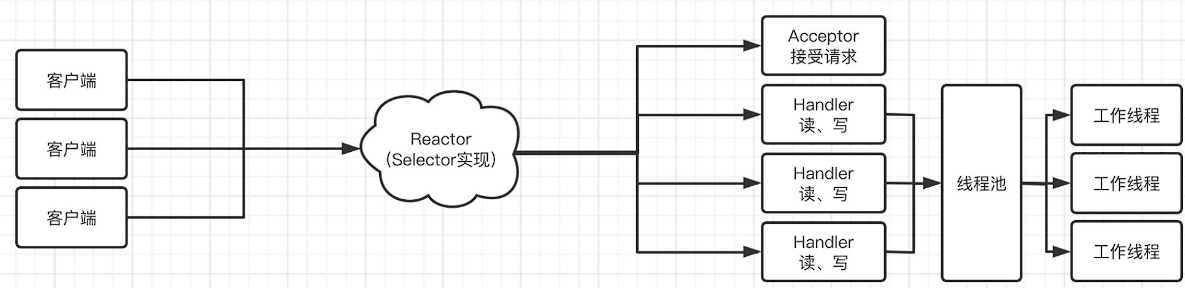 客户端
客户端
客户端
Reactor
（Selector实现）
Acceptor
接受请求
Handler
读、写
Handler
读、写
Handler
读、写
线程池
工作线程
工作线程
工作线程